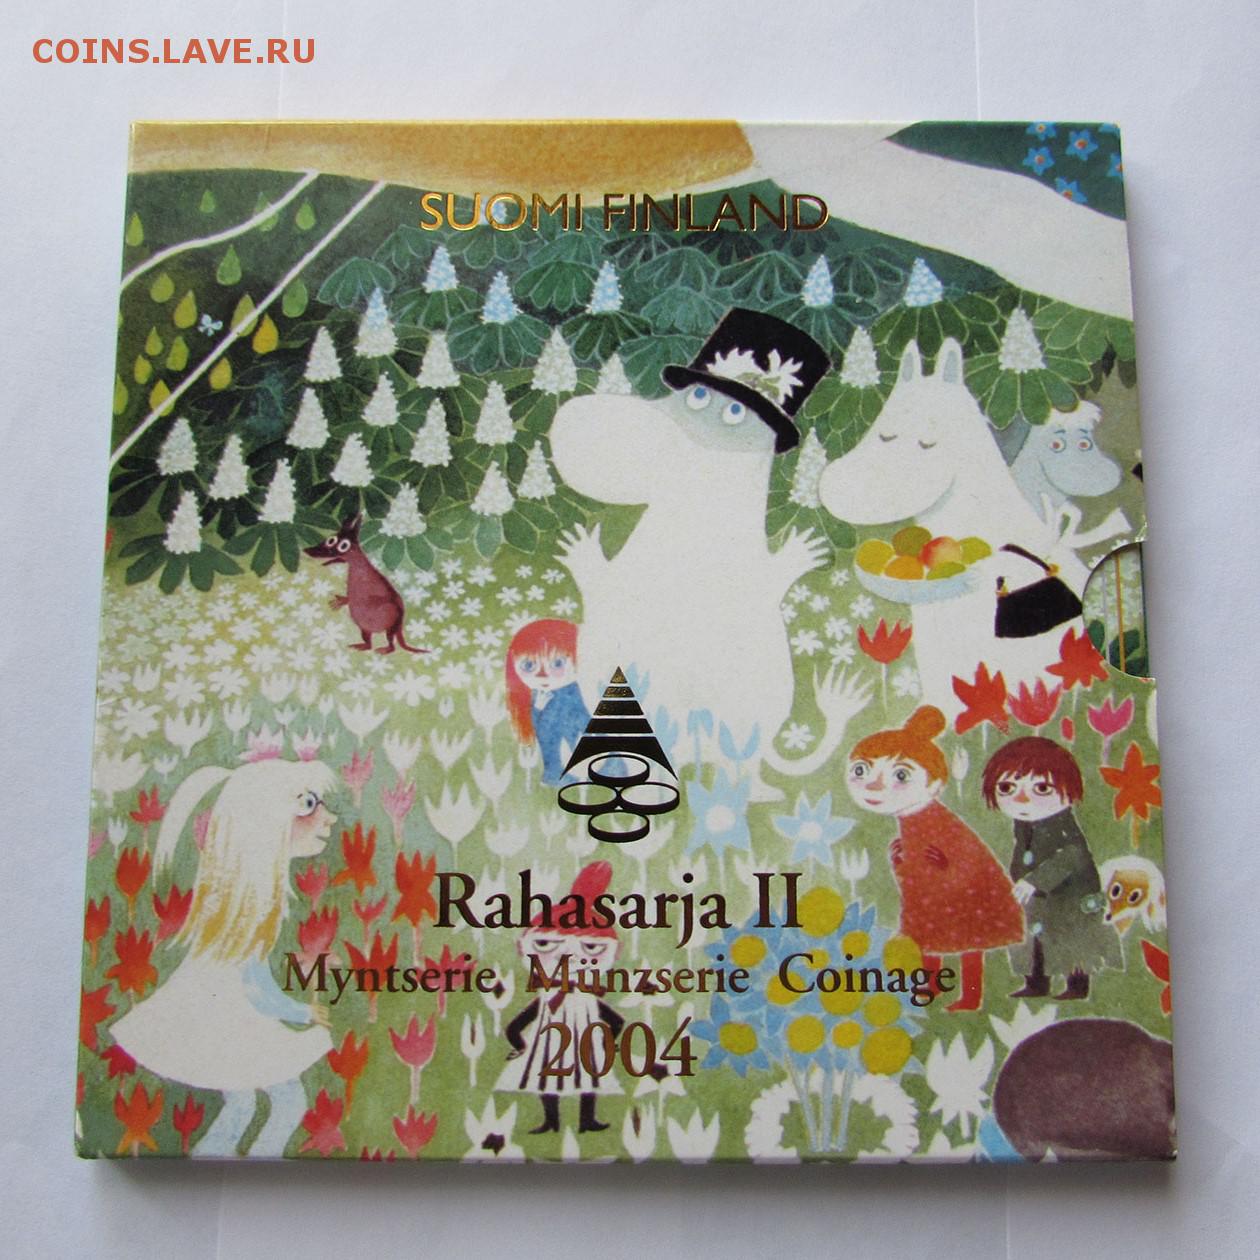 COINS.LAVE.RU
SUOMI FINLAND
Rahasarja II
Myntserie Münzserie Coinage
2004